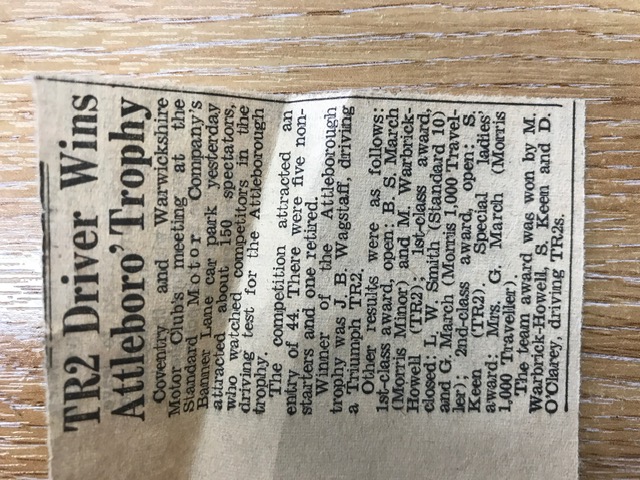 TR2 Driver Wins
Attleboro' Trophy
Coventry and Warwickshire
Motor Club's meeting at the
Standard Motor Company's
Banner Lane car park yesterday
attracted about 150 spectators,
who watched competitors in the
driving test for the Attleborough
trophy.
The competition attracted an
entry of 44. There were five non-
starters and one retired.
Winner of the Attleborough
trophy was J. B. Wagstaff, driving
a Triumph TR2.
Other results were as follows:
1st-class award, open: B. S. March
(Morris Minor) and M. Warbrick-
Howell (TR2). 1st-class award,
closed: L. W. Smith (Standard 10)
and G. March (Morris 1,000 Travel-
ler); 2nd-class award, open: S.
Keen (TR2). Special ladies'
award: Mrs. G. March (Morris
1,000 Traveller).
The team award was won by M.
Warbrick-Howell, S. Keen and D.
O'Clarey, driving TR2s.